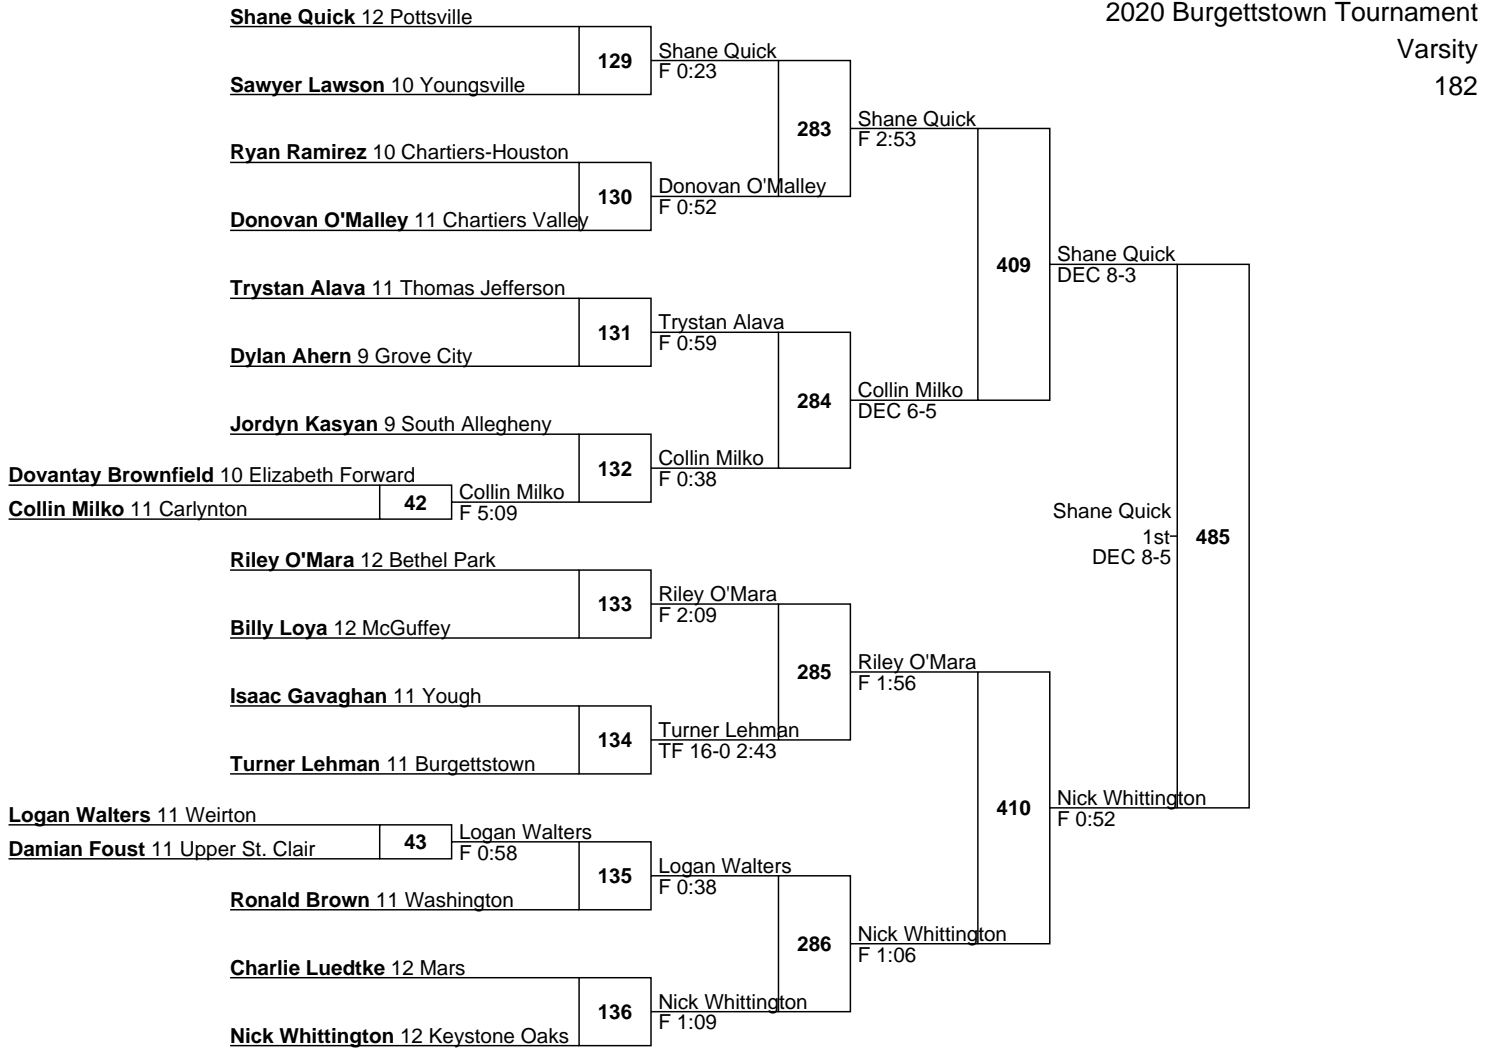 2020 Burgettstown Tournament
Varsity
182
Shane Quick 12 Pottsville
129
Shane Quick
F 0:23
Sawyer Lawson 10 Youngsville
283
Shane Quick
F 2:53
Ryan Ramirez 10 Chartiers-Houston
130
Donovan O'Malley
F 0:52
Donovan O'Malley 11 Chartiers Valley
409
Shane Quick
DEC 8-3
Trystan Alava 11 Thomas Jefferson
131
Trystan Alava
F 0:59
Dylan Ahern 9 Grove City
284
Collin Milko
DEC 6-5
Jordyn Kasyan 9 South Allegheny
132
Collin Milko
F 0:38
Dovantay Brownfield 10 Elizabeth Forward
Collin Milko 11 Carlynton
42
Collin Milko
F 5:09
Shane Quick
1st
DEC 8-5
485
Riley O'Mara 12 Bethel Park
133
Riley O'Mara
F 2:09
Billy Loya 12 McGuffey
285
Riley O'Mara
F 1:56
Isaac Gavaghan 11 Yough
134
Turner Lehman
TF 16-0 2:43
Turner Lehman 11 Burgettstown
410
Nick Whittington
F 0:52
Logan Walters 11 Weirton
Damian Foust 11 Upper St. Clair
43
Logan Walters
F 0:58
135
Logan Walters
F 0:38
Ronald Brown 11 Washington
286
Nick Whittington
F 1:06
Charlie Luedtke 12 Mars
136
Nick Whittington
F 1:09
Nick Whittington 12 Keystone Oaks